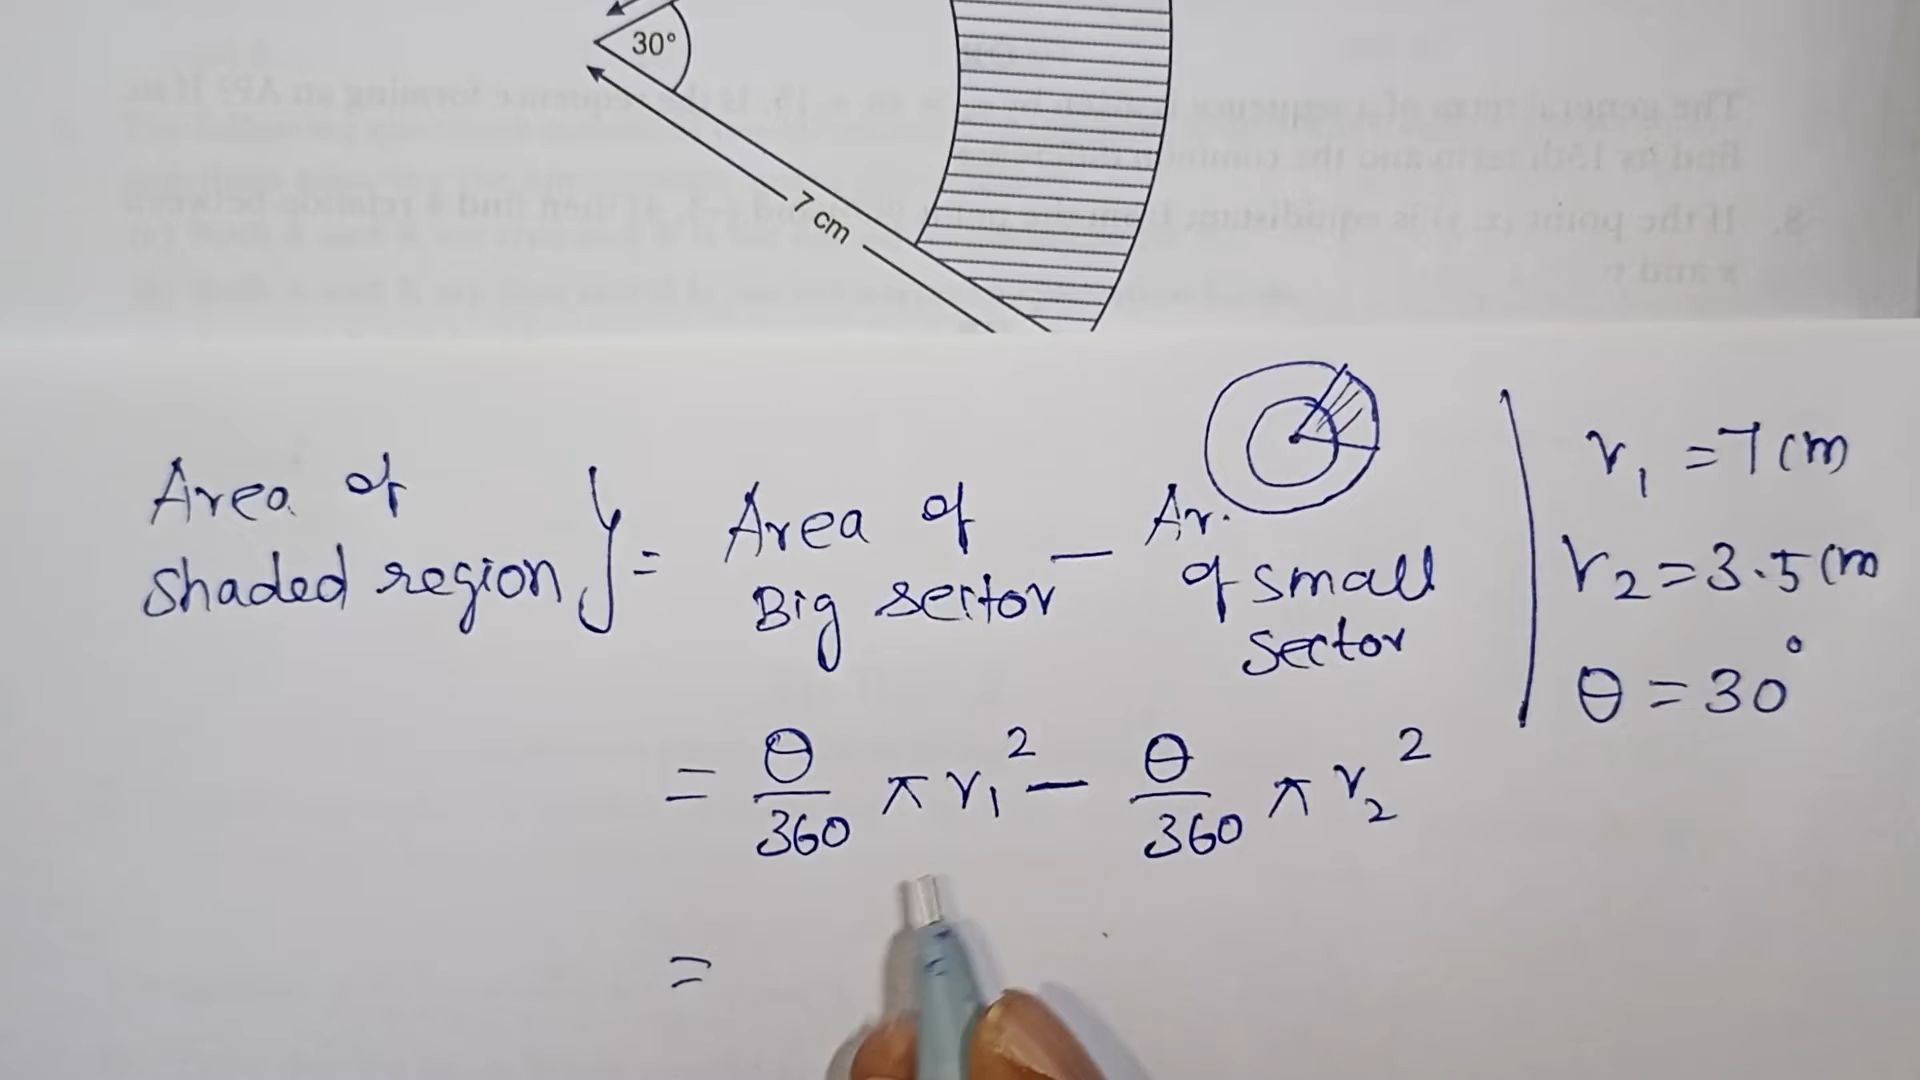 30°
7 cm
Area of
shaded region } = Area of Big sector — Ar. of small sector
r₁ = 7 cm
r₂ = 3.5 cm
θ = 30°
= θ/360 π r₁² — θ/360 π r₂²
=